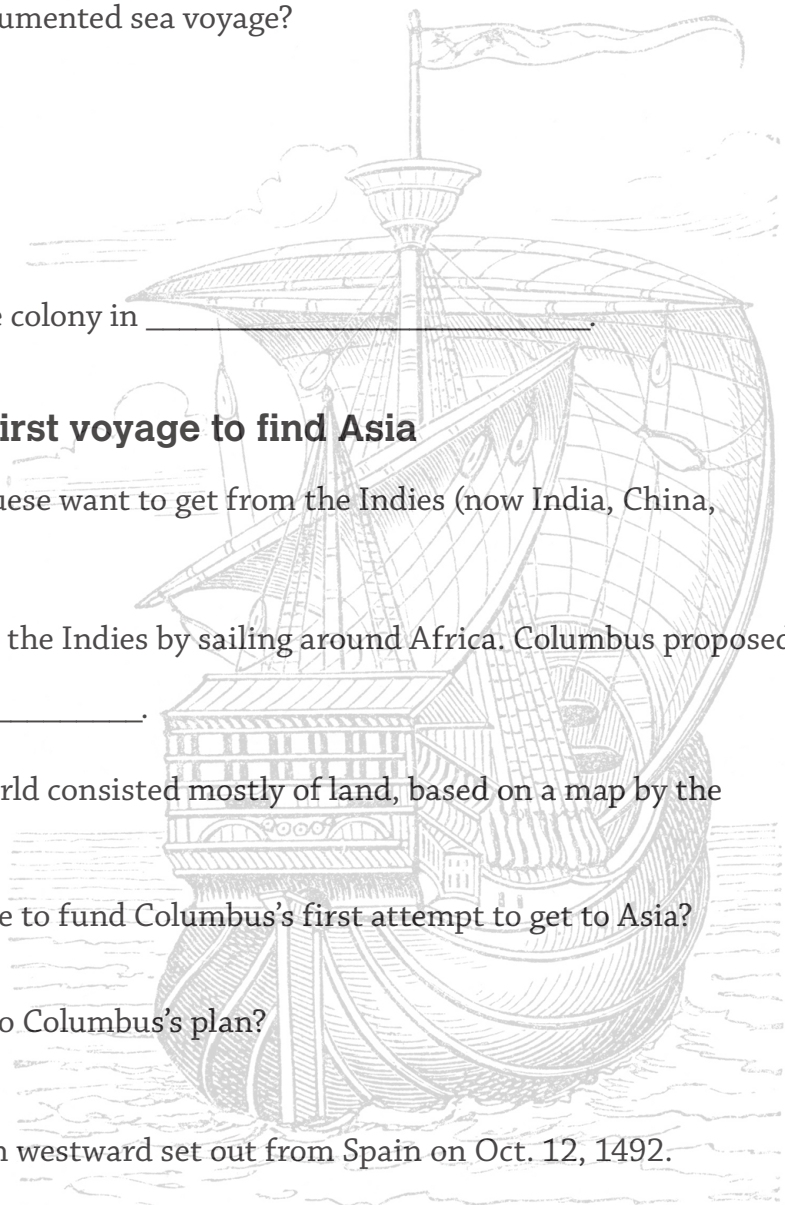 umented sea voyage?
e colony in ____________________________.
irst voyage to find Asia
uese want to get from the Indies (now India, China,
the Indies by sailing around Africa. Columbus proposed
_________.
rld consisted mostly of land, based on a map by the
e to fund Columbus’s first attempt to get to Asia?
o Columbus’s plan?
n westward set out from Spain on Oct. 12, 1492.